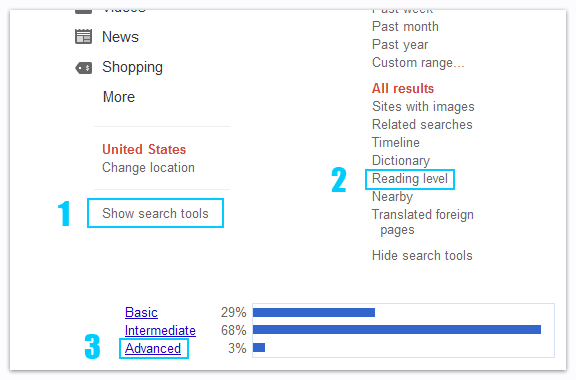 Videos
News
Shopping
More
United States
Change location
1
Show search tools
Past week
Past month
Past year
Custom range...
All results
Sites with images
Related searches
Timeline
Dictionary
2
Reading level
Nearby
Translated foreign
pages
Hide search tools
Basic 29%
Intermediate 68%
3 Advanced 3%